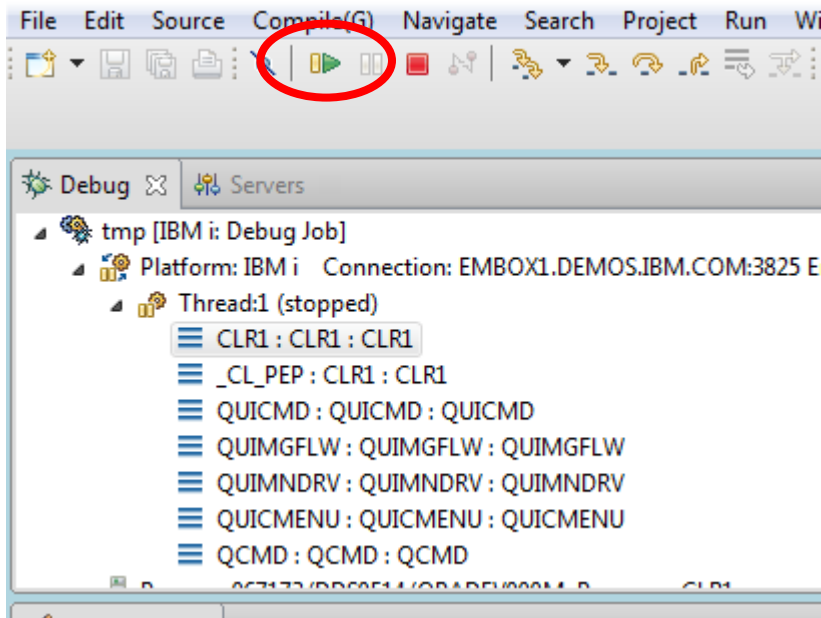 File Edit Source Compile(G) Navigate Search Project Run Wi
Debug Servers
tmp [IBM i: Debug Job]
Platform: IBM i Connection: EMBOX1.DEMOS.IBM.COM:3825 E
Thread:1 (stopped)
CLR1 : CLR1 : CLR1
_CL_PEP : CLR1 : CLR1
QUICMD : QUICMD : QUICMD
QUIMGFLW : QUIMGFLW : QUIMGFLW
QUIMNDRV : QUIMNDRV : QUIMNDRV
QUICMENU : QUICMENU : QUICMENU
QCMD : QCMD : QCMD